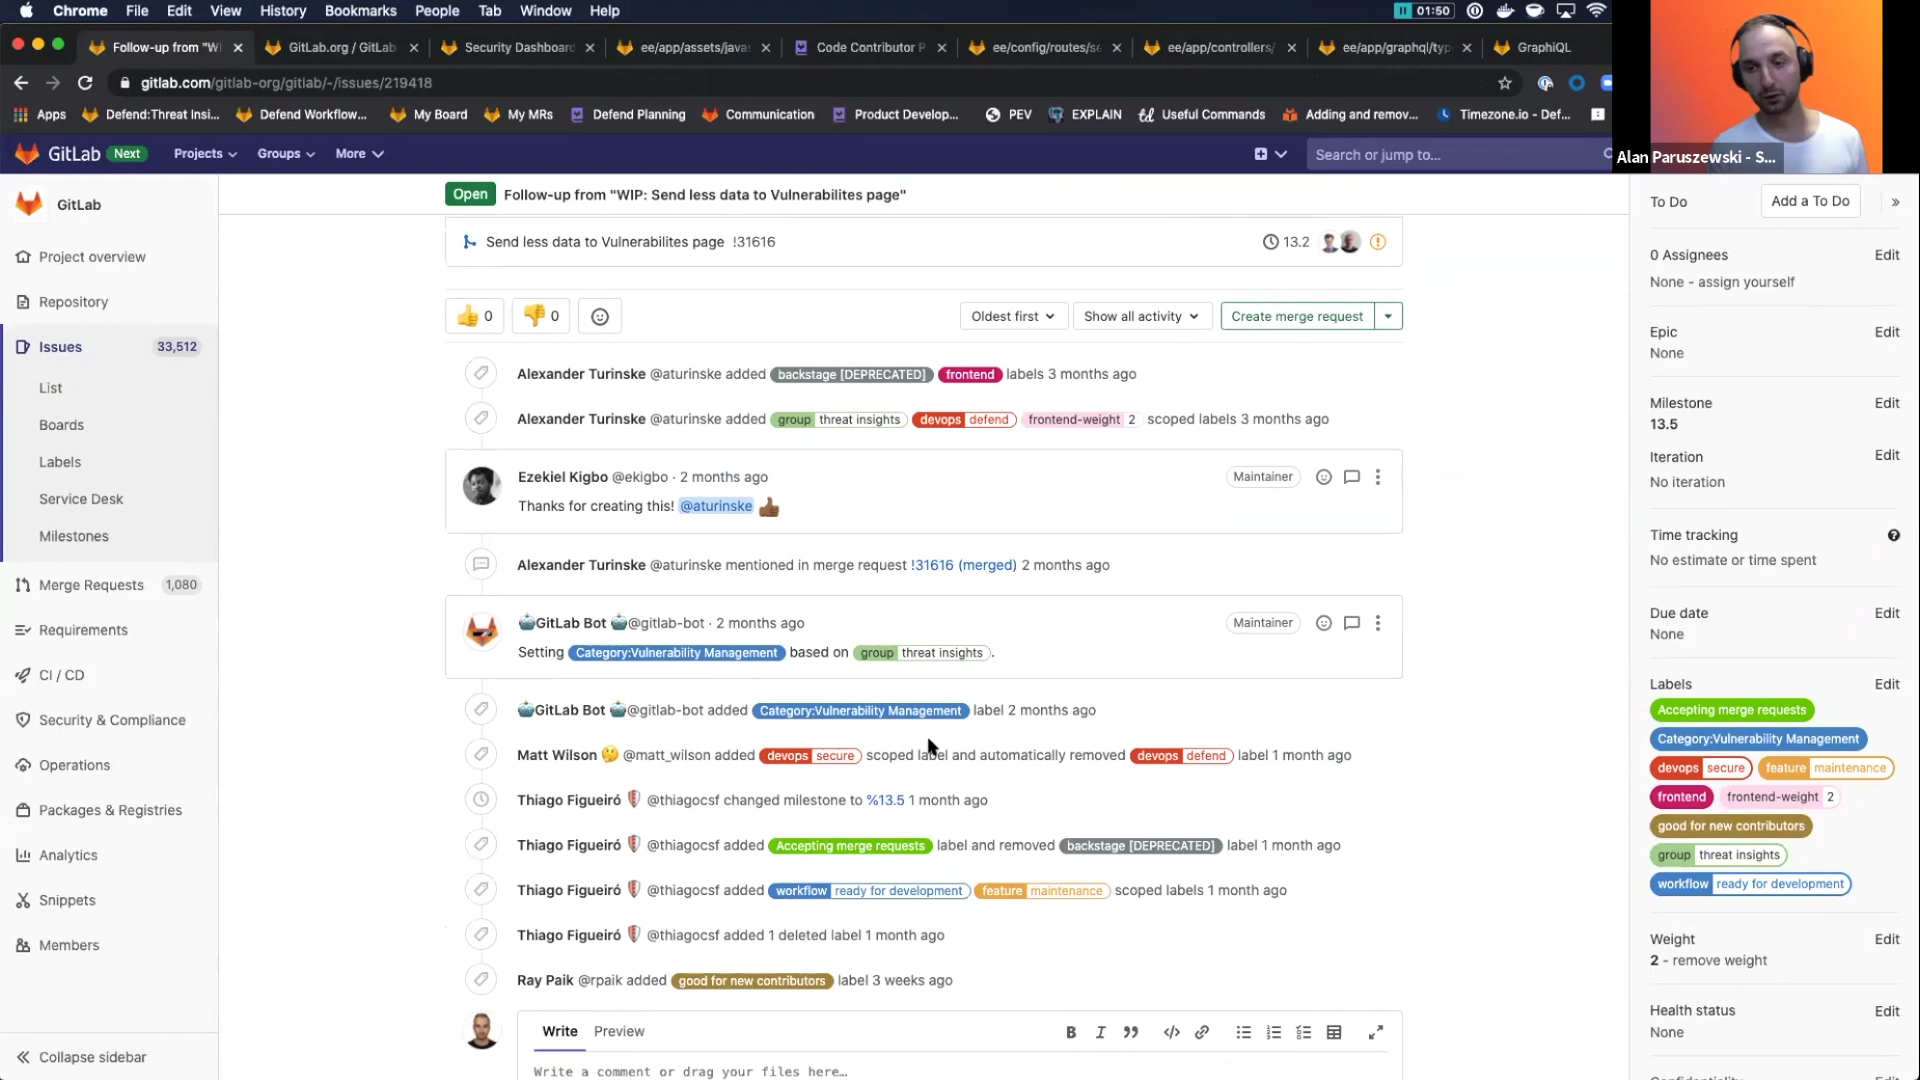 Chrome File Edit View History Bookmarks People Tab Window Help 01:50
Follow-up from "WI GitLab.org / GitLab Security Dashboard ee/app/assets/javas Code Contributor P ee/config/routes/se ee/app/controllers/ ee/app/graphql/typ GraphiQL
gitlab.com/gitlab-org/gitlab/-/issues/219418
Apps Defend:Threat Insi... Defend Workflow... My Board My MRs Defend Planning Communication Product Develop... PEV EXPLAIN Useful Commands Adding and remov... Timezone.io - Def...
Alan Paruszewski - S...
GitLab Next Projects Groups More Search or jump to...
GitLab
Project overview
Repository
Issues 33,512
List
Boards
Labels
Service Desk
Milestones
Merge Requests 1,080
Requirements
CI / CD
Security & Compliance
Operations
Packages & Registries
Analytics
Snippets
Members
Collapse sidebar
Open Follow-up from "WIP: Send less data to Vulnerabilites page"
Send less data to Vulnerabilites page !31616 13.2
0 0 Oldest first Show all activity Create merge request
Alexander Turinske @aturinske added backstage [DEPRECATED] frontend labels 3 months ago
Alexander Turinske @aturinske added group threat insights devops defend frontend-weight 2 scoped labels 3 months ago
Ezekiel Kigbo @ekigbo · 2 months ago Maintainer
Thanks for creating this! @aturinske
Alexander Turinske @aturinske mentioned in merge request !31616 (merged) 2 months ago
GitLab Bot @gitlab-bot · 2 months ago Maintainer
Setting Category:Vulnerability Management based on group threat insights .
GitLab Bot @gitlab-bot added Category:Vulnerability Management label 2 months ago
Matt Wilson @matt_wilson added devops secure scoped label and automatically removed devops defend label 1 month ago
Thiago Figueiró @thiagocsf changed milestone to %13.5 1 month ago
Thiago Figueiró @thiagocsf added Accepting merge requests label and removed backstage [DEPRECATED] label 1 month ago
Thiago Figueiró @thiagocsf added workflow ready for development feature maintenance scoped labels 1 month ago
Thiago Figueiró @thiagocsf added 1 deleted label 1 month ago
Ray Paik @rpaik added good for new contributors label 3 weeks ago
Write Preview
Write a comment or drag your files here…
To Do Add a To Do
0 Assignees Edit
None - assign yourself
Epic Edit
None
Milestone Edit
13.5
Iteration Edit
No iteration
Time tracking
No estimate or time spent
Due date Edit
None
Labels Edit
Accepting merge requests
Category:Vulnerability Management
devops secure feature maintenance
frontend frontend-weight 2
good for new contributors
group threat insights
workflow ready for development
Weight Edit
2 - remove weight
Health status Edit
None